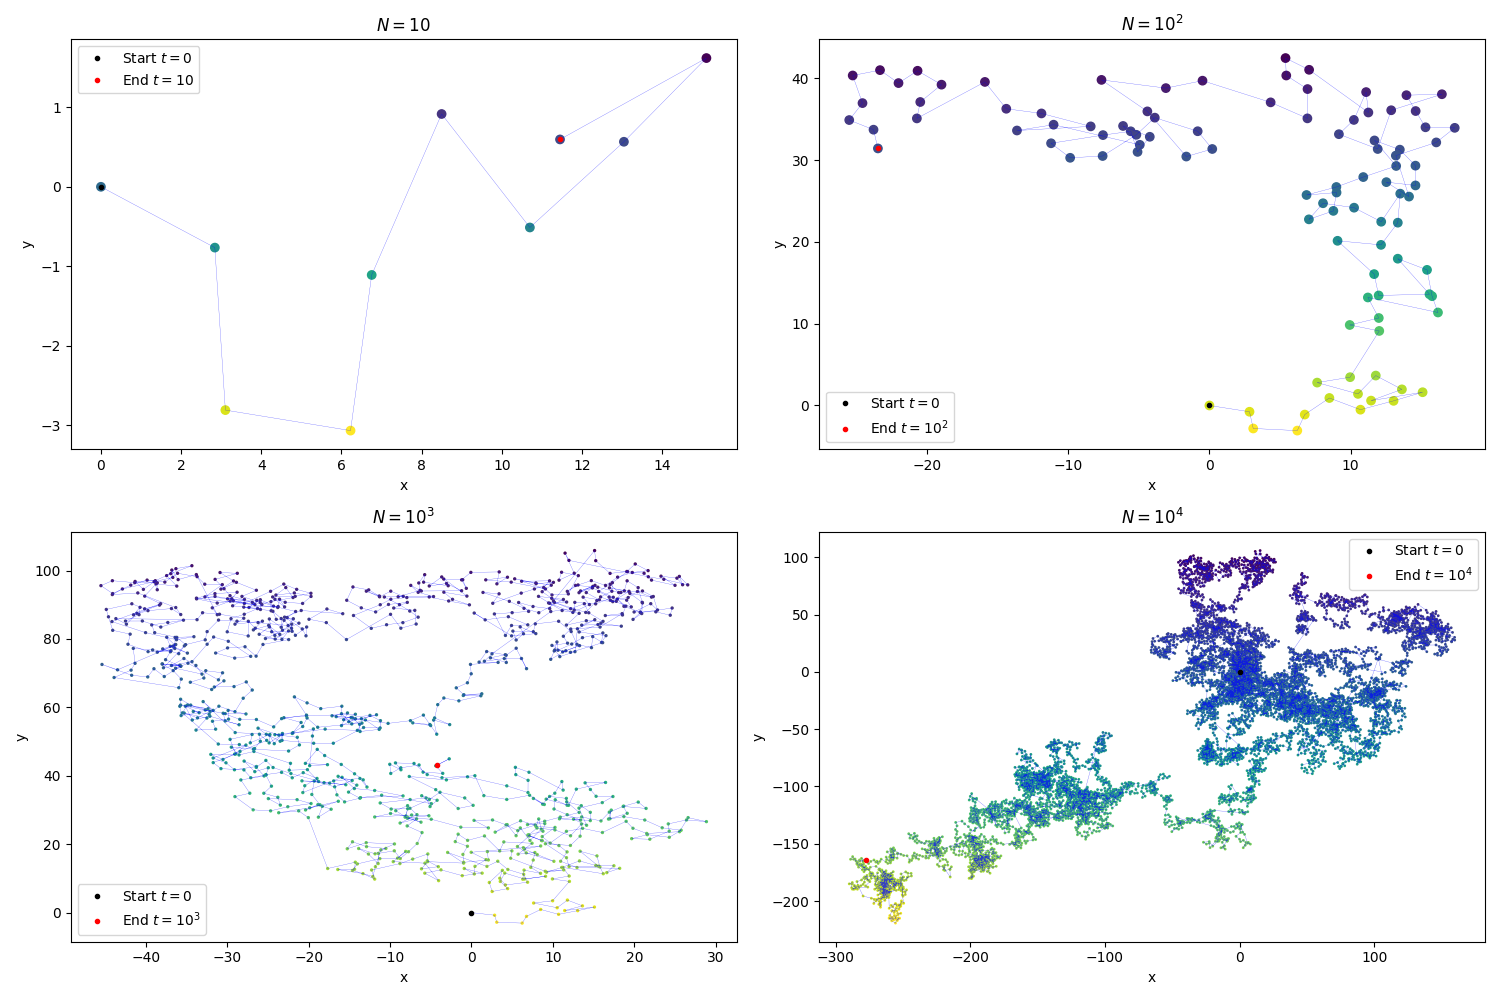 N = 10
Start t = 0
End t = 10
1
0
−1
−2
−3
y
0 2 4 6 8 10 12 14
x
N = 10²
40
30
20
10
0
y
Start t = 0
End t = 10²
−20 −10 0 10
x
N = 10³
100
80
60
40
20
0
y
Start t = 0
End t = 10³
−40 −30 −20 −10 0 10 20 30
x
N = 10⁴
Start t = 0
End t = 10⁴
100
50
0
−50
−100
−150
−200
y
−300 −200 −100 0 100
x